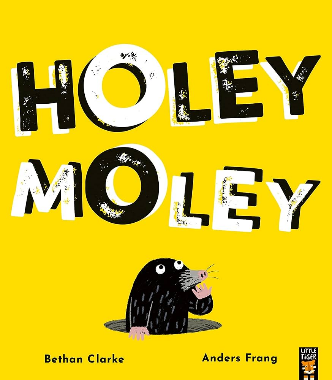 HOLEY
MOLEY
Bethan Clarke
Anders Frang
LITTLE
TIGER